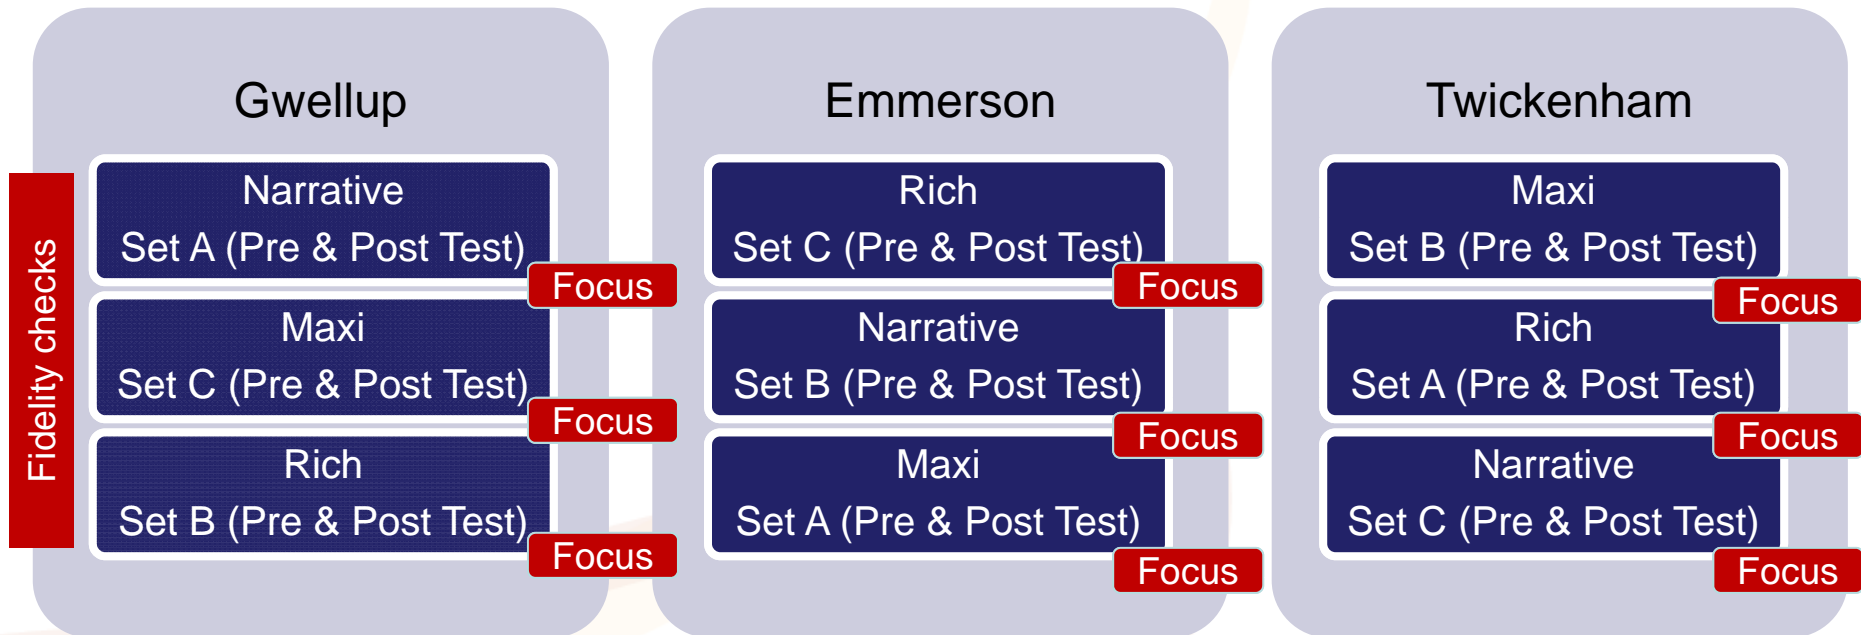 Fidelity checks
Gwellup
Narrative
Set A (Pre & Post Test)
Focus
Maxi
Set C (Pre & Post Test)
Focus
Rich
Set B (Pre & Post Test)
Focus
Emmerson
Rich
Set C (Pre & Post Test)
Focus
Narrative
Set B (Pre & Post Test)
Focus
Maxi
Set A (Pre & Post Test)
Focus
Twickenham
Maxi
Set B (Pre & Post Test)
Focus
Rich
Set A (Pre & Post Test)
Focus
Narrative
Set C (Pre & Post Test)
Focus